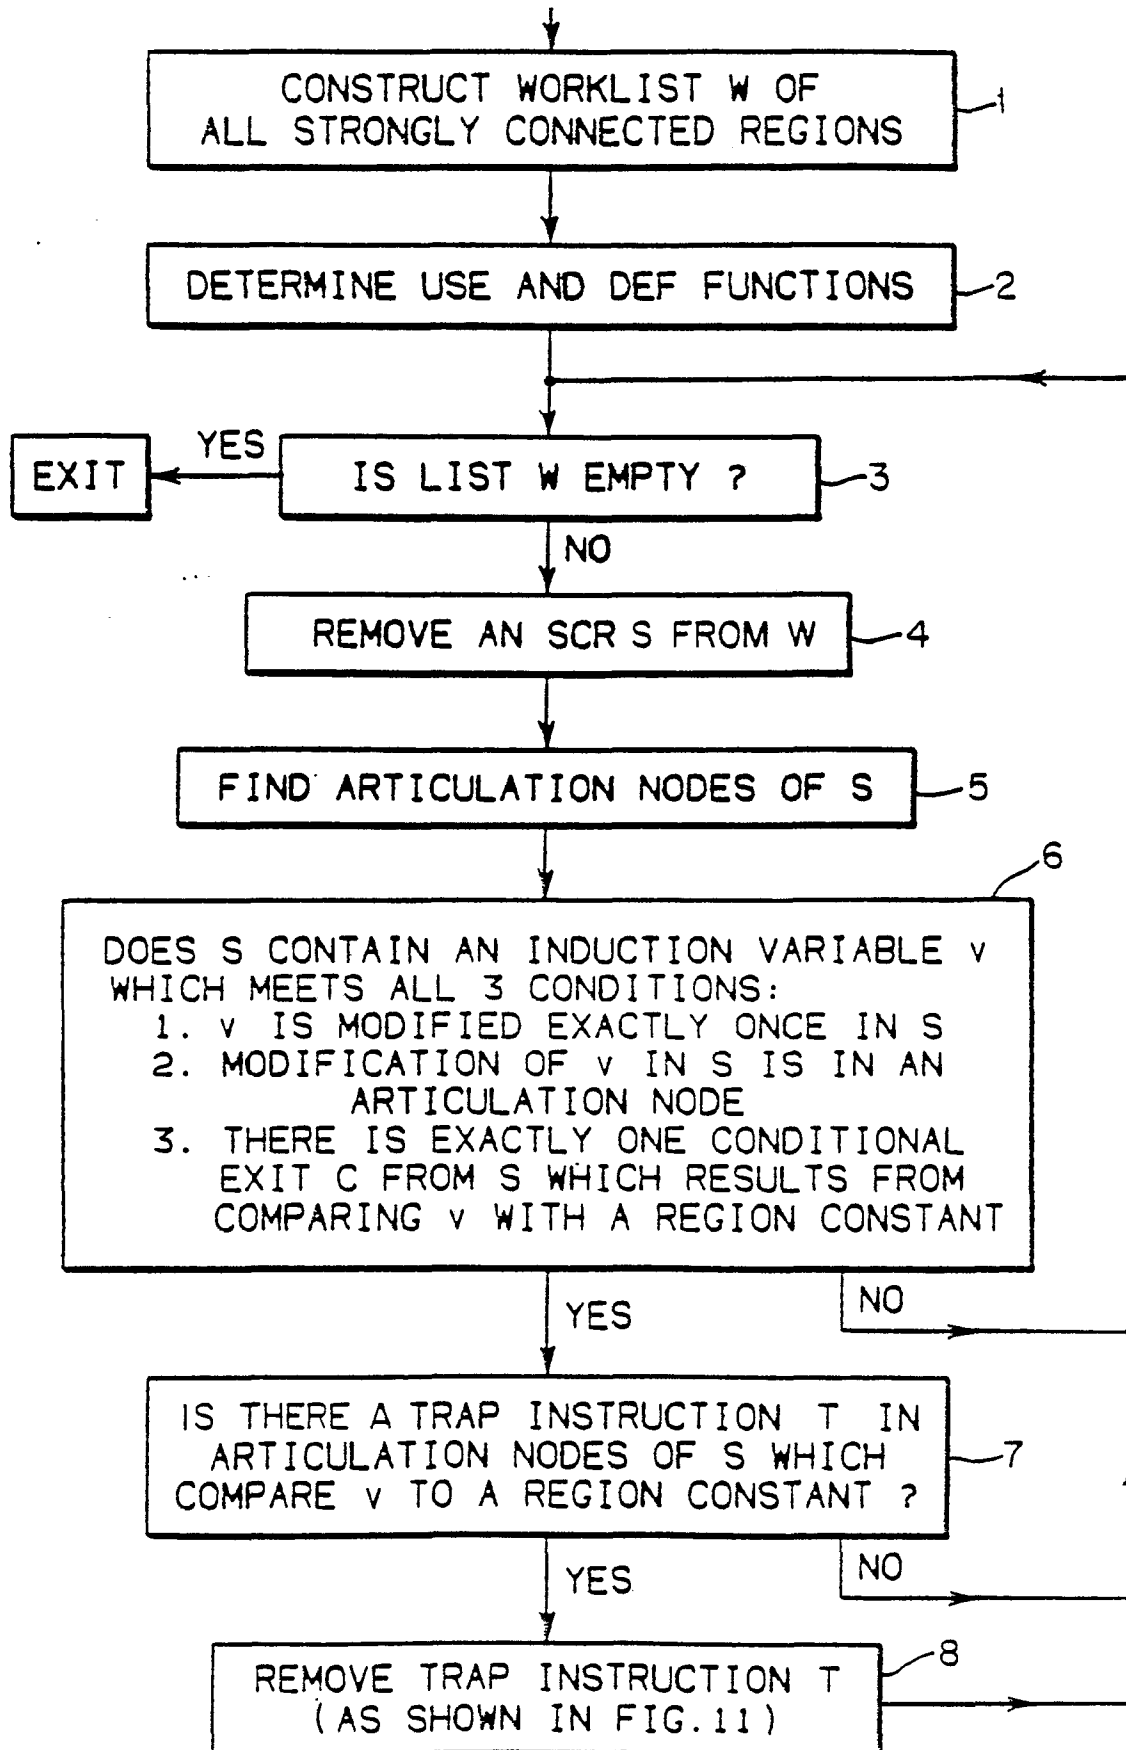 CONSTRUCT WORKLIST W OF
ALL STRONGLY CONNECTED REGIONS
1
DETERMINE USE AND DEF FUNCTIONS
2
YES
EXIT
IS LIST W EMPTY ?
3
NO
REMOVE AN SCR S FROM W
4
FIND ARTICULATION NODES OF S
5
6
DOES S CONTAIN AN INDUCTION VARIABLE v
WHICH MEETS ALL 3 CONDITIONS:
1. v IS MODIFIED EXACTLY ONCE IN S
2. MODIFICATION OF v IN S IS IN AN
ARTICULATION NODE
3. THERE IS EXACTLY ONE CONDITIONAL
EXIT C FROM S WHICH RESULTS FROM
COMPARING v WITH A REGION CONSTANT
YES
NO
IS THERE A TRAP INSTRUCTION T IN
ARTICULATION NODES OF S WHICH
COMPARE v TO A REGION CONSTANT ?
7
YES
NO
8
REMOVE TRAP INSTRUCTION T
(AS SHOWN IN FIG.11)